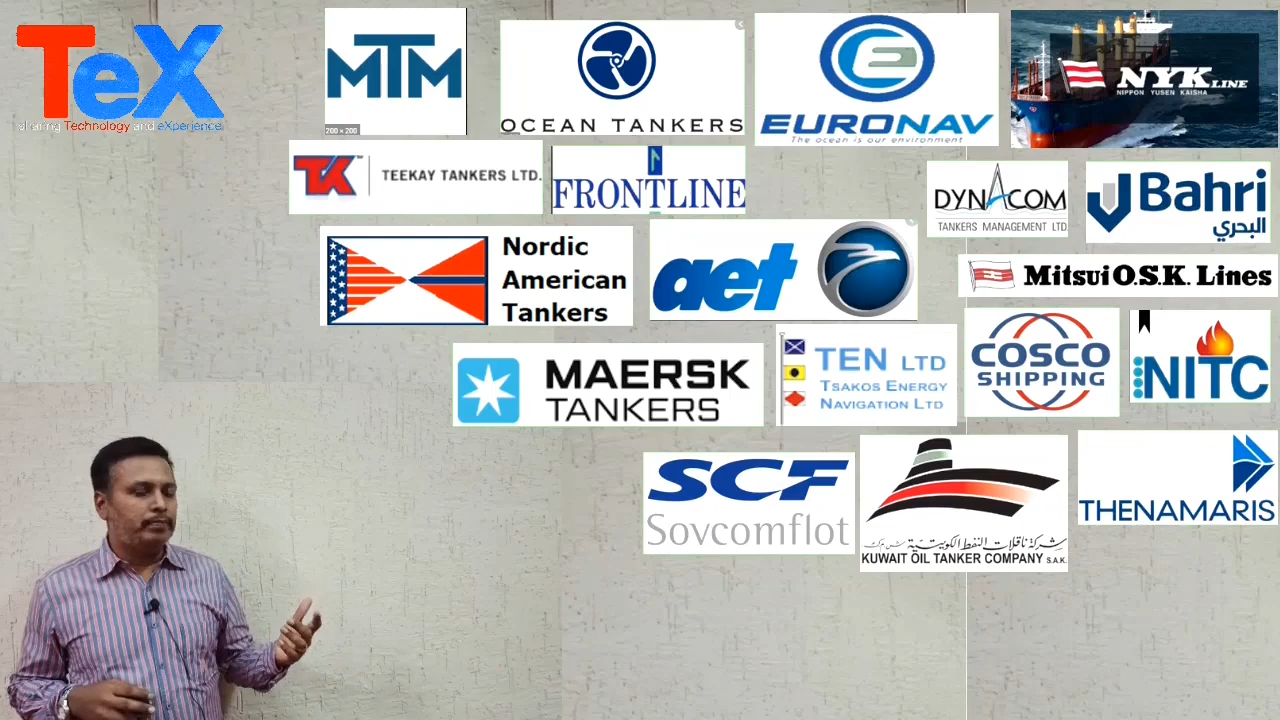 TeX
sharing Technology and eXperience
MTM
200 × 200
OCEAN TANKERS
EURONAV
The ocean is our environment
NYK LINE
NIPPON YUSEN KAISHA
TK
TEEKAY TANKERS LTD.
FRONTLINE
DYNACOM
TANKERS MANAGEMENT LTD
Bahri
البحري
Nordic
American
Tankers
aet
Mitsui O.S.K. Lines
MAERSK
TANKERS
TEN LTD
TSAKOS ENERGY
NAVIGATION LTD
COSCO
SHIPPING
NITC
SCF
Sovcomflot
شركة ناقلات النفط الكويتية
KUWAIT OIL TANKER COMPANY S.A.K.
THENAMARIS